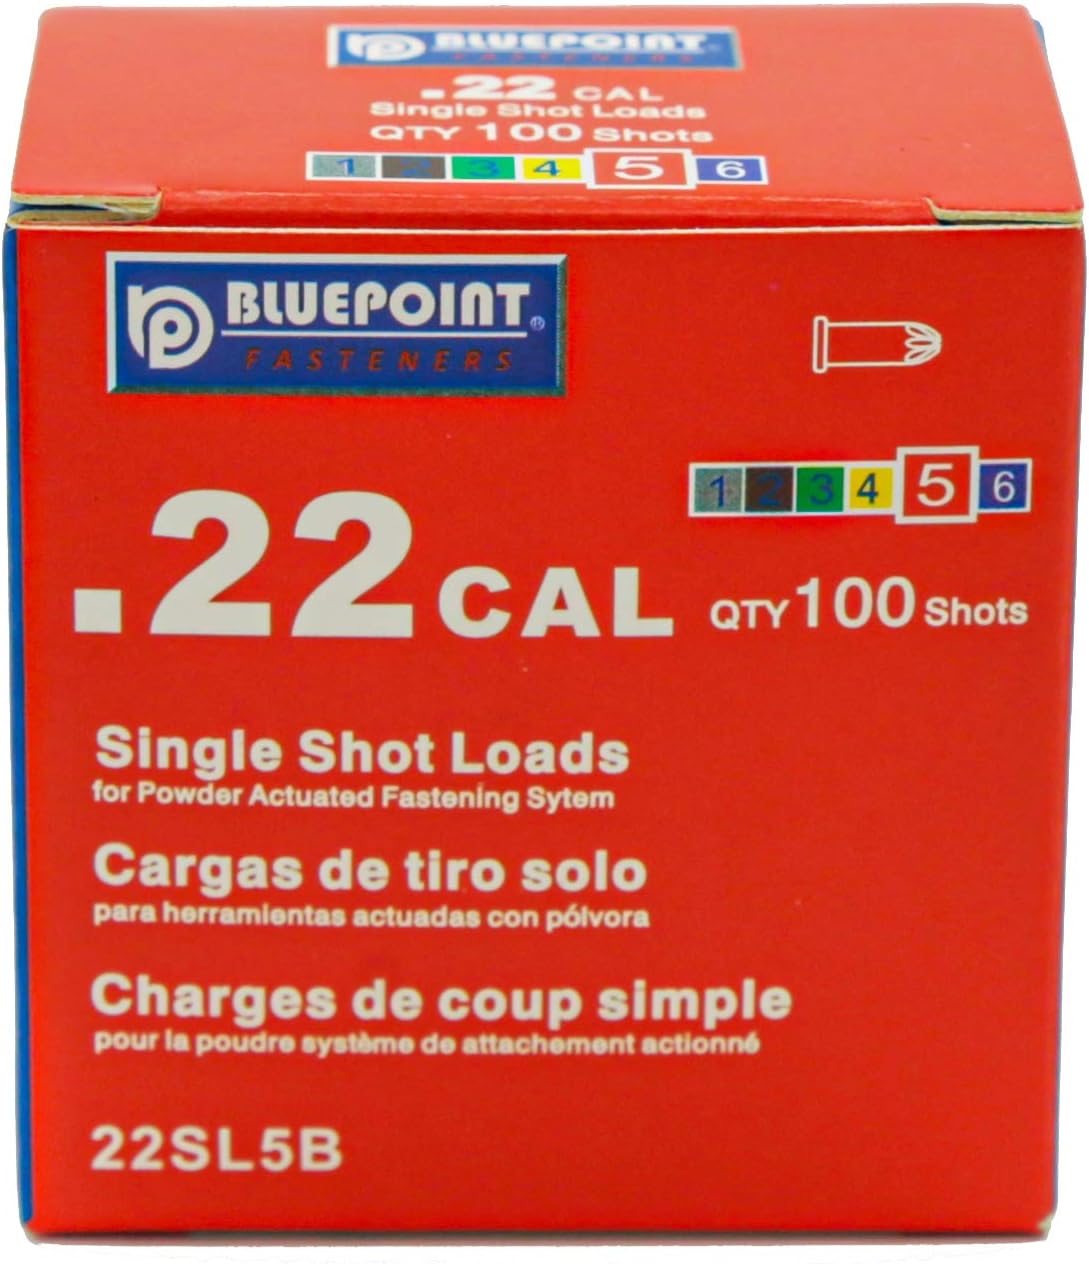 BLUEPOINT
FASTENERS
.22 CAL
Single Shot Loads
QTY 100 Shots
1 2 3 4 5 6
BLUEPOINT®
FASTENERS
1 2 3 4 5 6
.22 CAL QTY 100 Shots
Single Shot Loads
for Powder Actuated Fastening Sytem
Cargas de tiro solo
para herramientas actuadas con pólvora
Charges de coup simple
pour la poudre système de attachement actionné
22SL5B